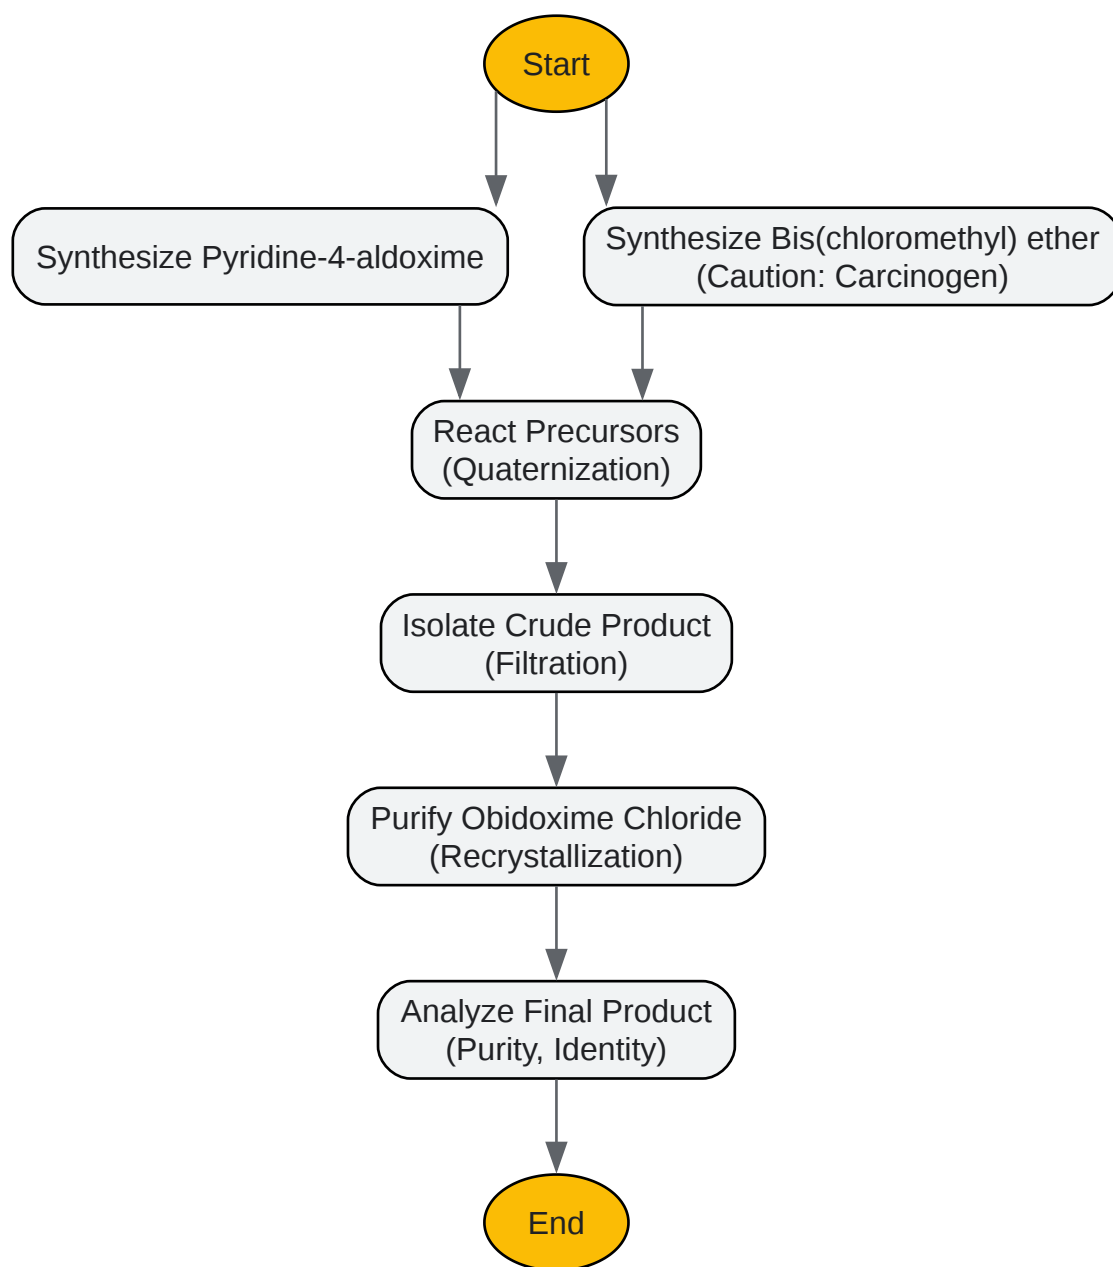 Start
Synthesize Pyridine-4-aldoxime
Synthesize Bis(chloromethyl) ether
(Caution: Carcinogen)
React Precursors
(Quaternization)
Isolate Crude Product
(Filtration)
Purify Obidoxime Chloride
(Recrystallization)
Analyze Final Product
(Purity, Identity)
End